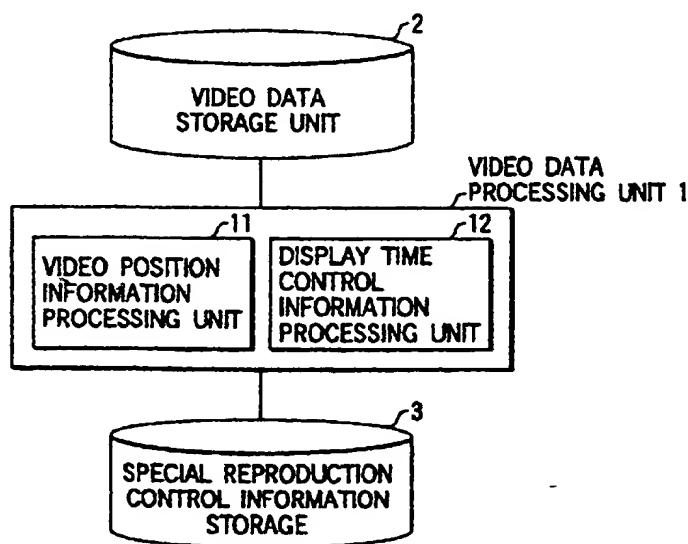 2
VIDEO DATA
STORAGE UNIT
VIDEO DATA
PROCESSING UNIT 1
11
12
VIDEO POSITION
INFORMATION
PROCESSING UNIT
DISPLAY TIME
CONTROL
INFORMATION
PROCESSING UNIT
3
SPECIAL REPRODUCTION
CONTROL INFORMATION
STORAGE